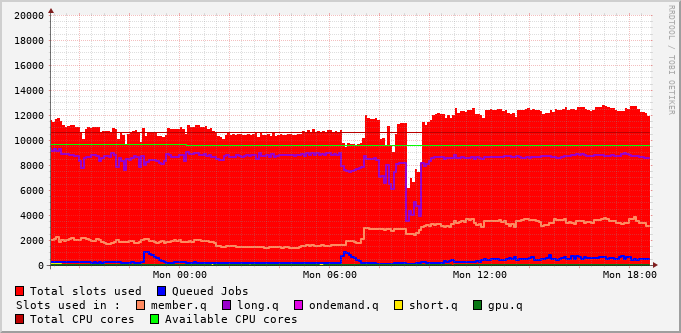 20000
18000
16000
14000
12000
10000
8000
6000
4000
2000
0
Mon 00:00 Mon 06:00 Mon 12:00 Mon 18:00
Total slots used Queued Jobs
Slots used in : member.q long.q ondemand.q short.q gpu.q
Total CPU cores Available CPU cores
RRDTOOL / TOBI OETIKER